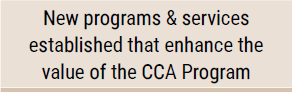 New programs & services
established that enhance the
value of the CCA Program